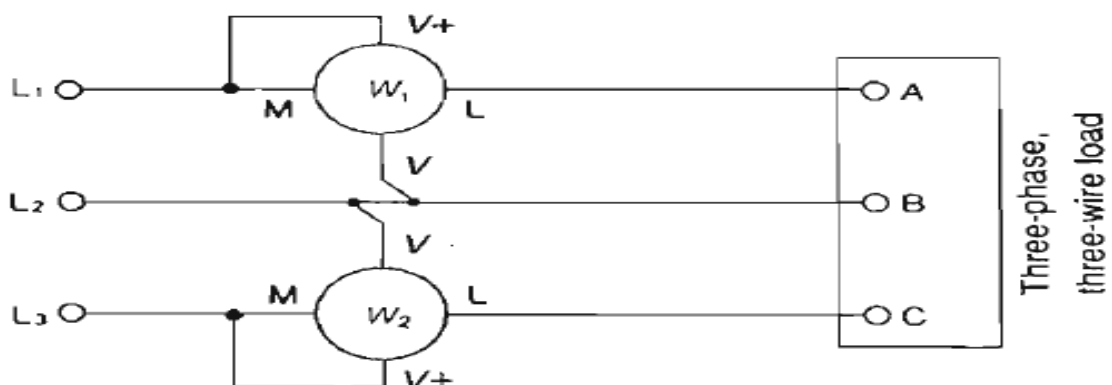 V+
L₁
W₁
M
L
A
V
L₂
B
V
M
L
L₃
W₂
C
V+
Three-phase,
three-wire load